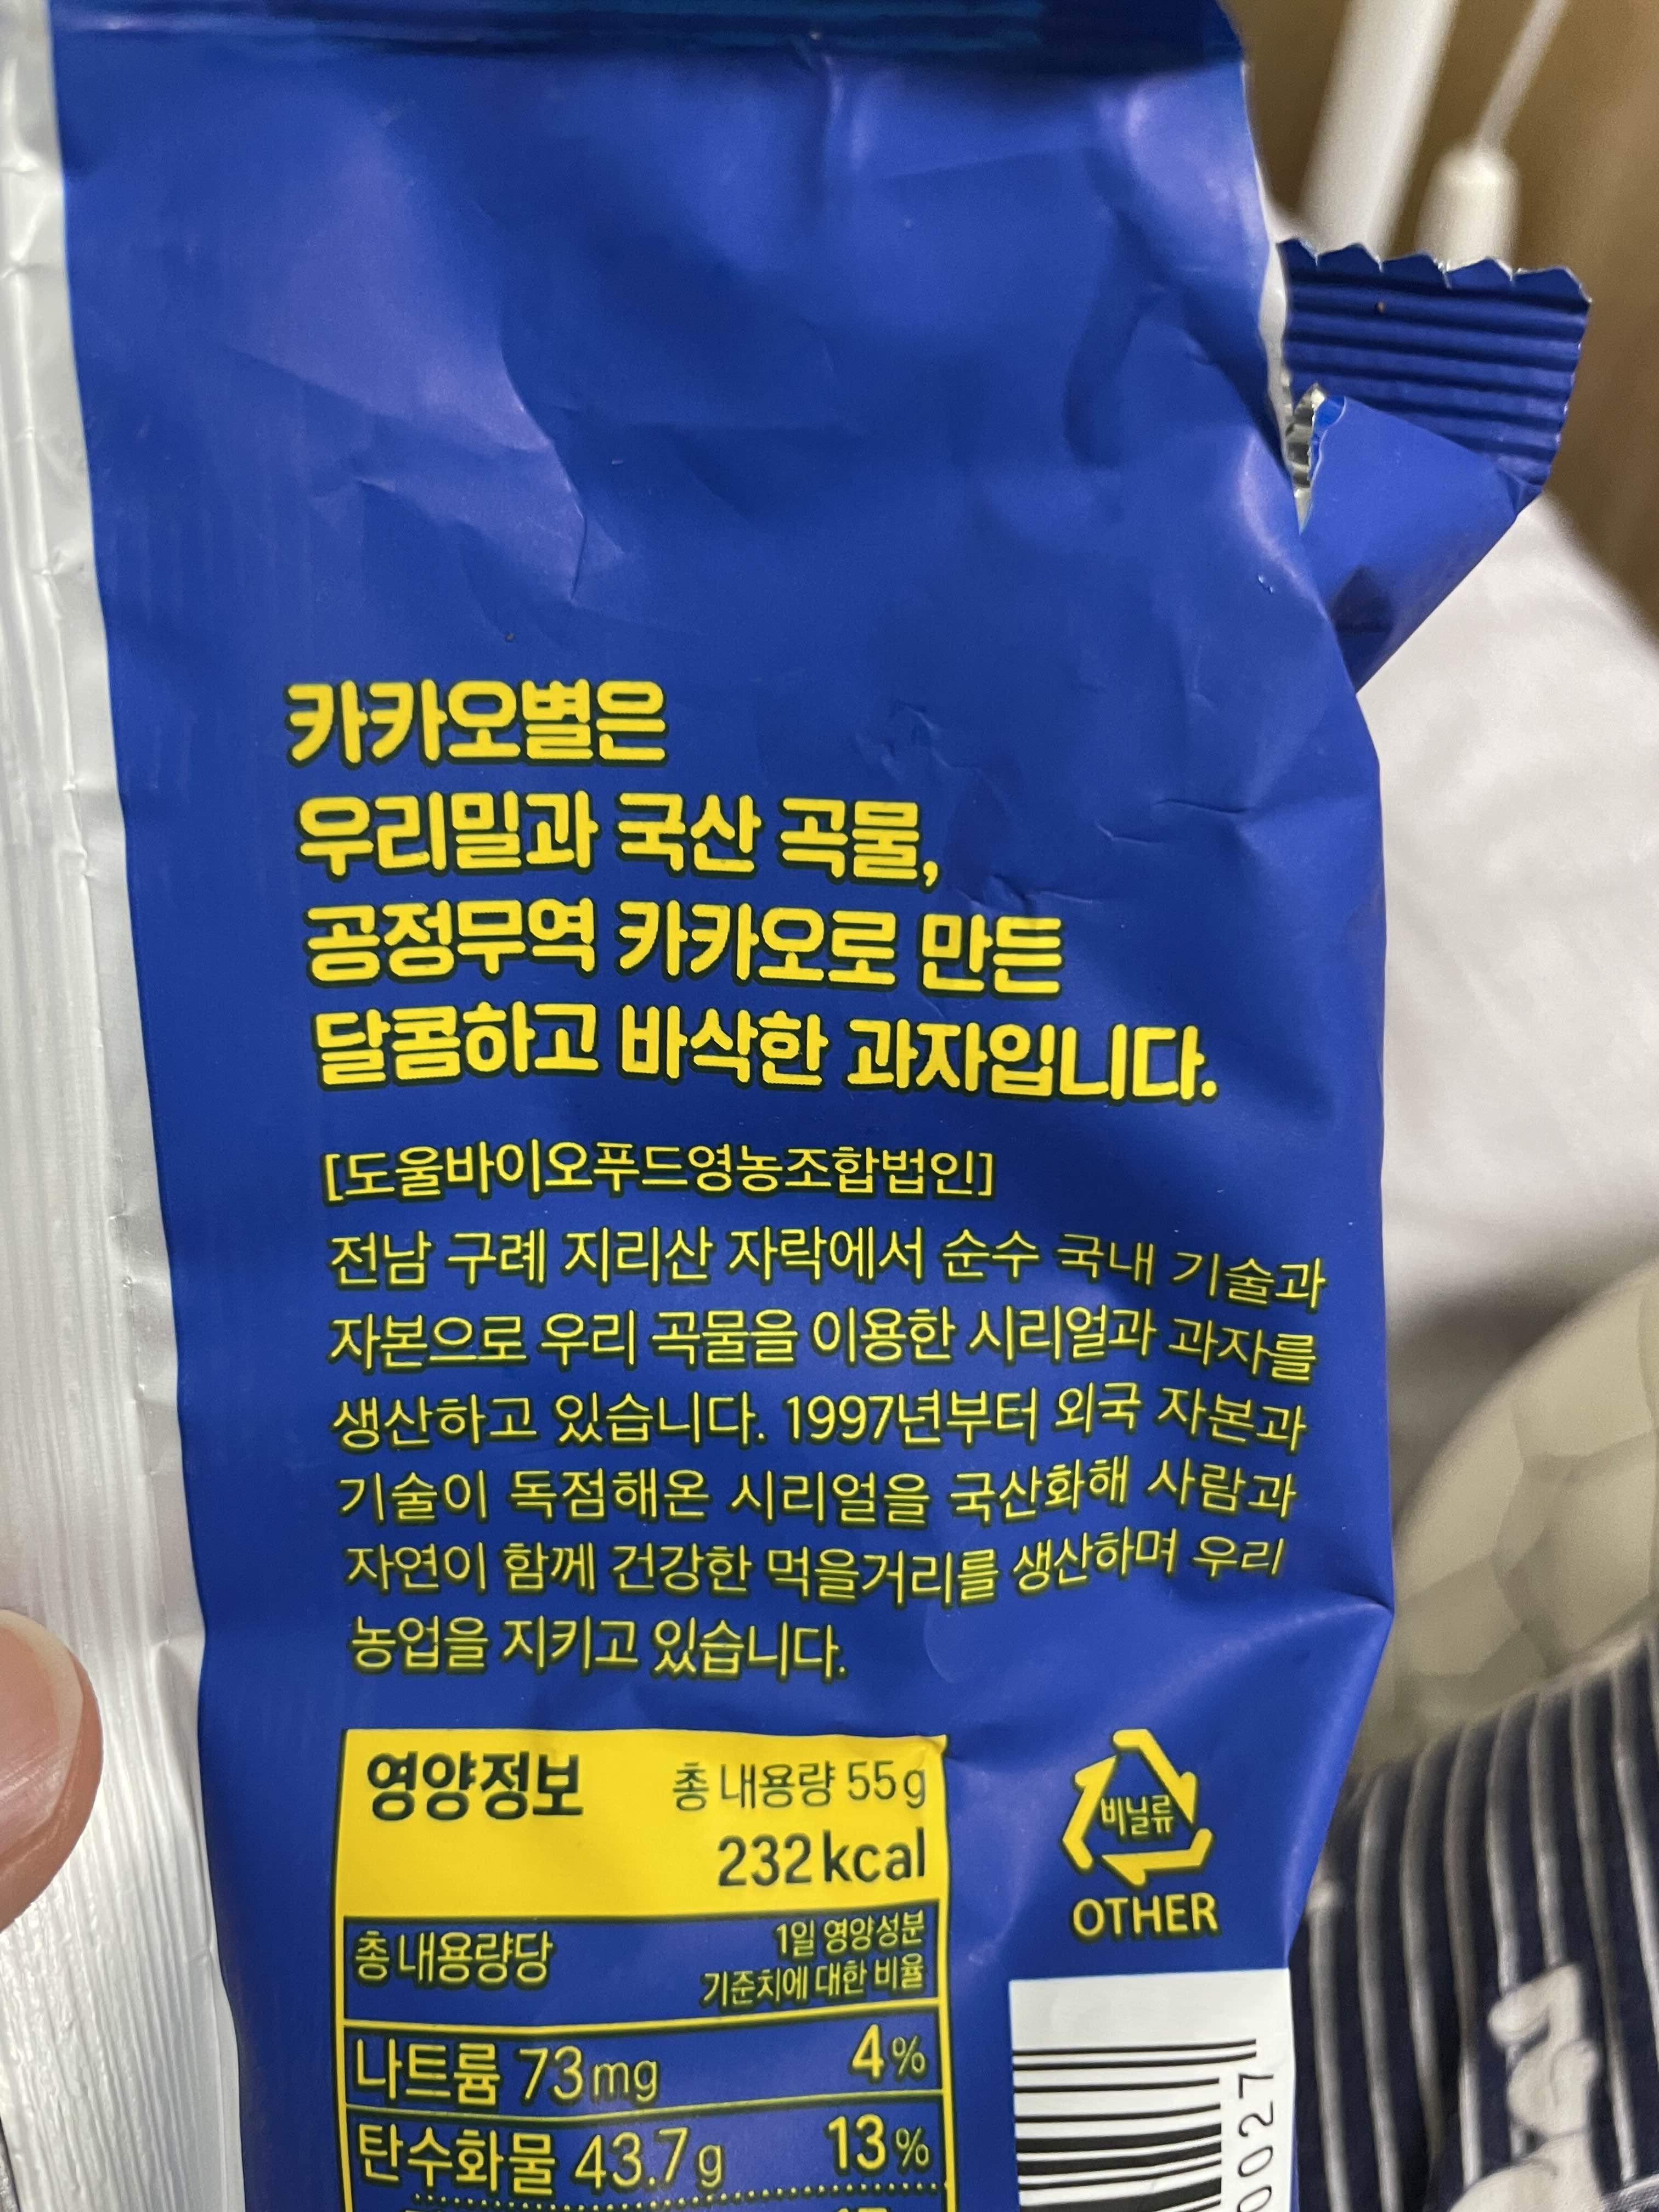 카카오별은
우리밀과 국산 곡물,
공정무역 카카오로 만든
달콤하고 바삭한 과자입니다.
[도울바이오푸드영농조합법인]
전남 구례 지리산 자락에서 순수 국내 기술과
자본으로 우리 곡물을 이용한 시리얼과 과자를
생산하고 있습니다. 1997년부터 외국 자본과
기술이 독점해온 시리얼을 국산화해 사람과
자연이 함께 건강한 먹을거리를 생산하며 우리
농업을 지키고 있습니다.
영양정보 총 내용량 55g
232kcal
총 내용량당 1일 영양성분
기준치에 대한 비율
나트륨 73mg 4%
탄수화물 43.7g 13%
비닐류
OTHER
0027